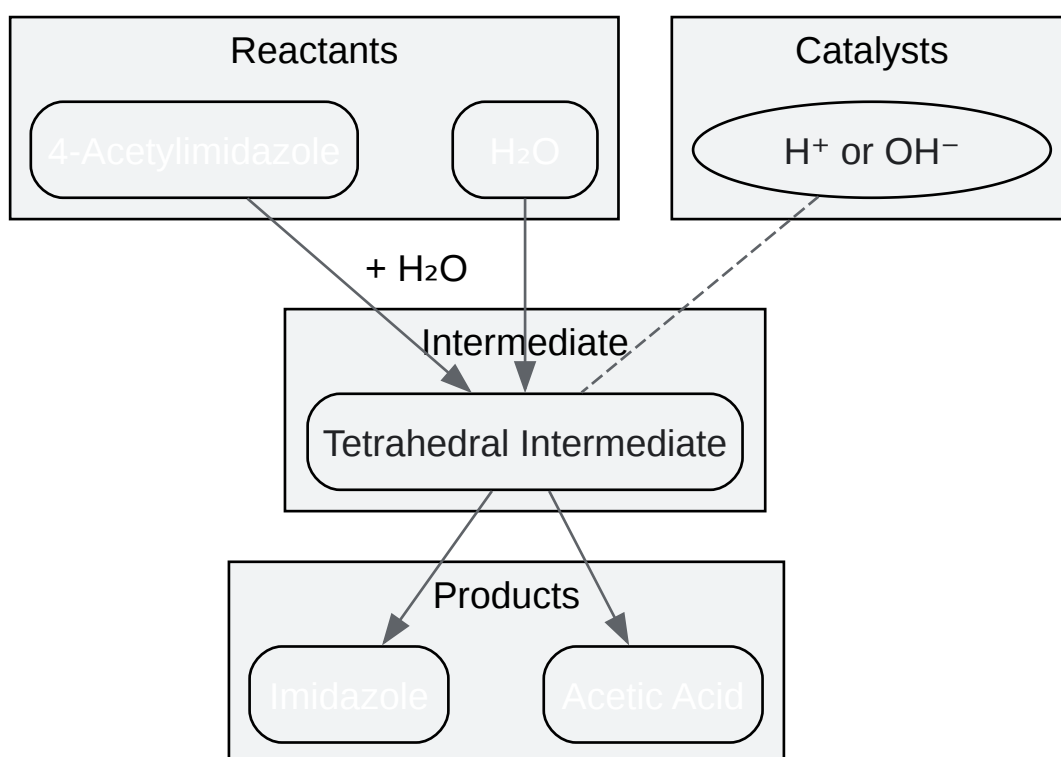 Reactants
Catalysts
4-Acetylimidazole
H₂O
H⁺ or OH⁻
+ H₂O
Intermediate
Tetrahedral Intermediate
Products
Imidazole
Acetic Acid